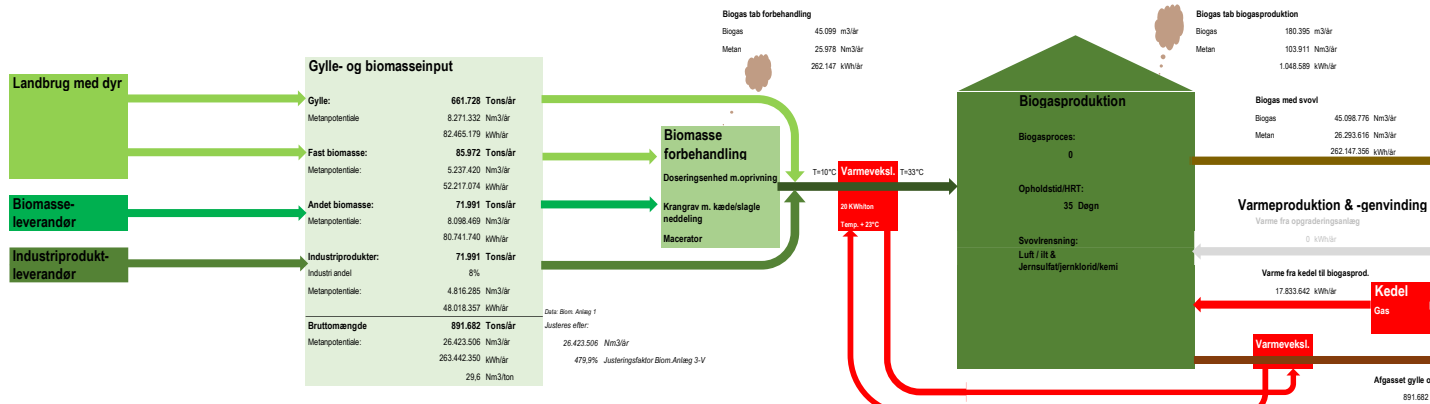 Biogas tab forbehandling
Biogas 45.099 m3/år
Metan 25.978 Nm3/år
262.147 kWh/år
Biogas tab biogasproduktion
Biogas 180.395 m3/år
Metan 103.911 Nm3/år
1.048.589 kWh/år
Landbrug med dyr
Biomasse-
leverandør
Industriprodukt-
leverandør
Gylle- og biomasseinput
Gylle: 661.728 Tons/år
Metanpotentiale 8.271.332 Nm3/år
82.465.179 kWh/år
Fast biomasse: 85.972 Tons/år
Metanpotentiale: 5.237.420 Nm3/år
52.217.074 kWh/år
Andet biomasse: 71.991 Tons/år
Metanpotentiale: 8.098.469 Nm3/år
80.741.740 kWh/år
Industriprodukter: 71.991 Tons/år
Industri andel 8%
Metanpotentiale: 4.816.285 Nm3/år
48.018.357 kWh/år
Bruttomængde 891.682 Tons/år
Metanpotentiale: 26.423.506 Nm3/år
263.442.350 kWh/år
29,6 Nm3/ton
Data: Biom. Anlæg 1
Justeres efter:
26.423.506 Nm3/år
479,9% Justeringsfaktor Biom.Anlæg 3-V
Biomasse
forbehandling
Doseringsenhed m.oprivning
Krangrav m. kæde/slagle
neddeling
Macerator
T=10°C
Varmeveksl.
T=33°C
20 KWh/ton
Temp. + 23°C
Biogasproduktion
Biogasproces:
0
Opholdstid/HRT:
35 Døgn
Svovlrensning:
Luft / ilt &
Jernsulfat/jernklorid/kemi
Biogas med svovl
Biogas 45.098.776 Nm3/år
Metan 26.293.616 Nm3/år
262.147.356 kWh/år
Varmeproduktion & -genvinding
Varme fra opgraderingsanlæg
0 kWh/år
Varme fra kedel til biogasprod.
17.833.642 kWh/år
Kedel
Gas
Varmeveksl.
Afgasset gylle o
891.682